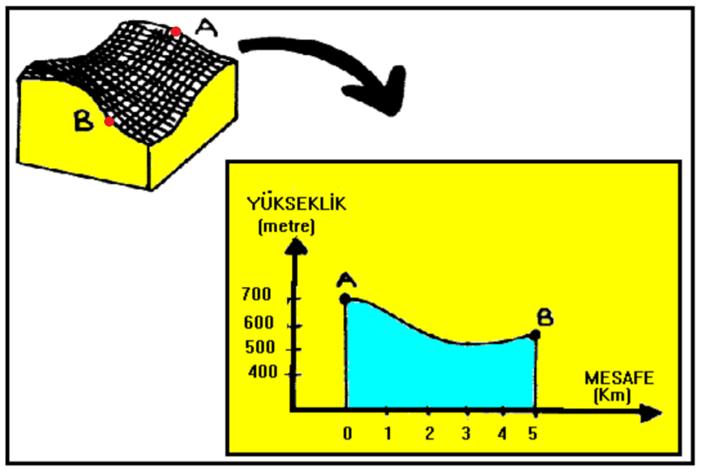 A
B
YÜKSEKLİK
(metre)
A
700
600
500
400
B
MESAFE
(Km)
0 1 2 3 4 5